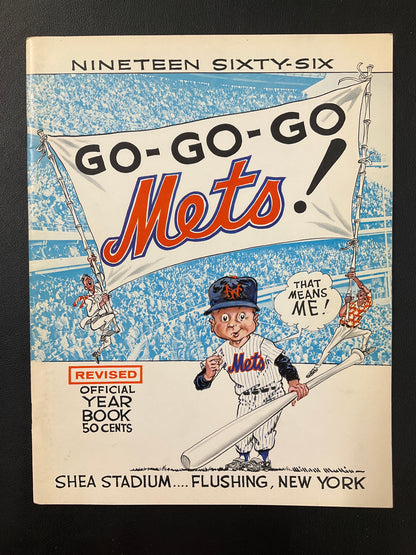 NINETEEN SIXTY-SIX
GO-GO-GO
Mets!
NY
THAT
MEANS
ME!
Mets
REVISED
OFFICIAL
YEAR
BOOK
50 CENTS
SHEA STADIUM.... FLUSHING, NEW YORK